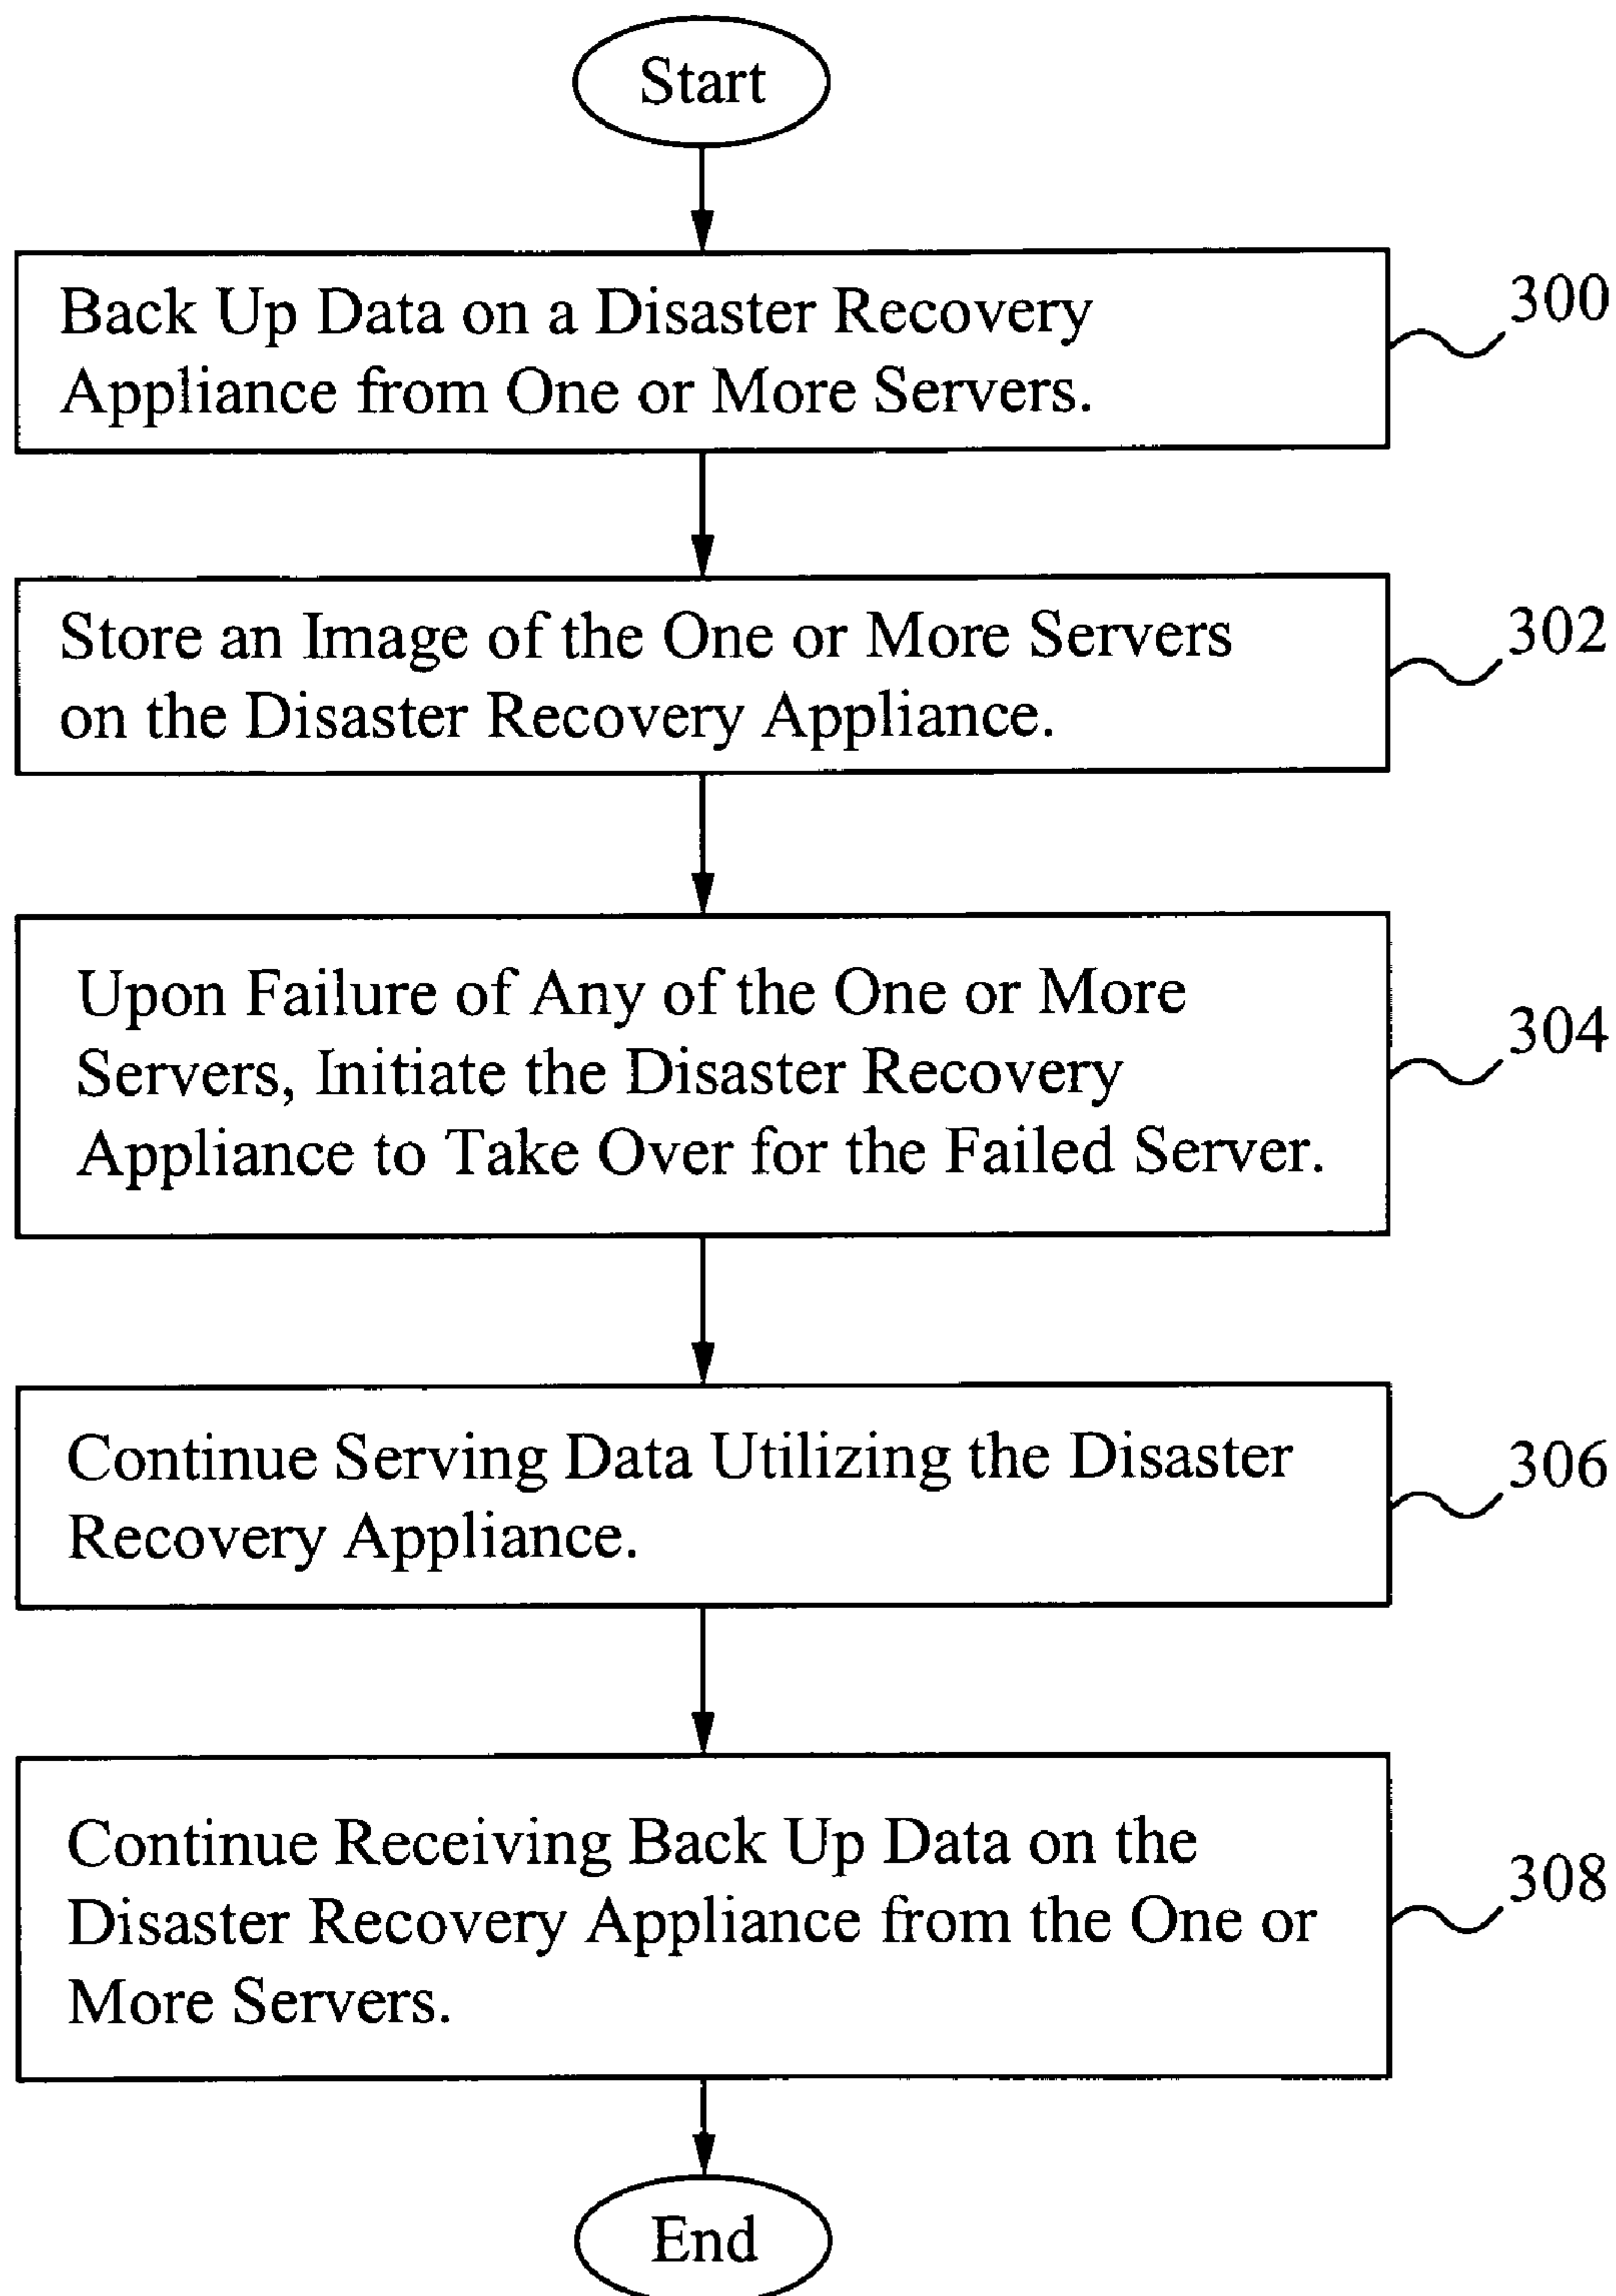 Start
Back Up Data on a Disaster Recovery
Appliance from One or More Servers.
300
Store an Image of the One or More Servers
on the Disaster Recovery Appliance.
302
Upon Failure of Any of the One or More
Servers, Initiate the Disaster Recovery
Appliance to Take Over for the Failed Server.
304
Continue Serving Data Utilizing the Disaster
Recovery Appliance.
306
Continue Receiving Back Up Data on the
Disaster Recovery Appliance from the One or
More Servers.
308
End